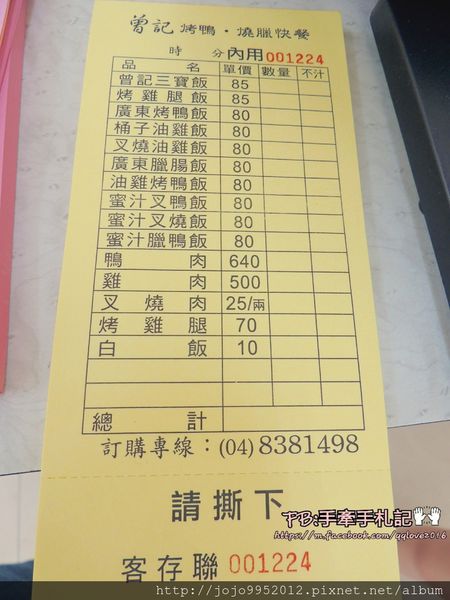 曾記 烤鴨·燒臘快餐
時 分 內用 001224
品名 單價 數量 不汁
曾記三寶飯 85
烤雞腿飯 85
廣東烤鴨飯 80
桶子油雞飯 80
叉燒油雞飯 80
廣東臘腸飯 80
油雞烤鴨飯 80
蜜汁叉鴨飯 80
蜜汁叉燒飯 80
蜜汁臘鴨飯 80
鴨肉 640
雞肉 500
叉燒肉 25/兩
烤雞腿 70
白飯 10
總計
訂購專線：(04) 8381498
請撕下
FB:手牽手札記
https://m.facebook.com/qqlove2016
客存聯 001224
http://jojo9952012.pixnet.net/album